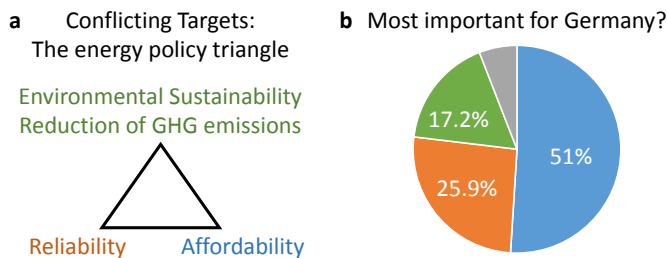 a Conflicting Targets:
The energy policy triangle
Environmental Sustainability
Reduction of GHG emissions
Reliability Affordability
b Most important for Germany?
17.2%
51%
25.9%